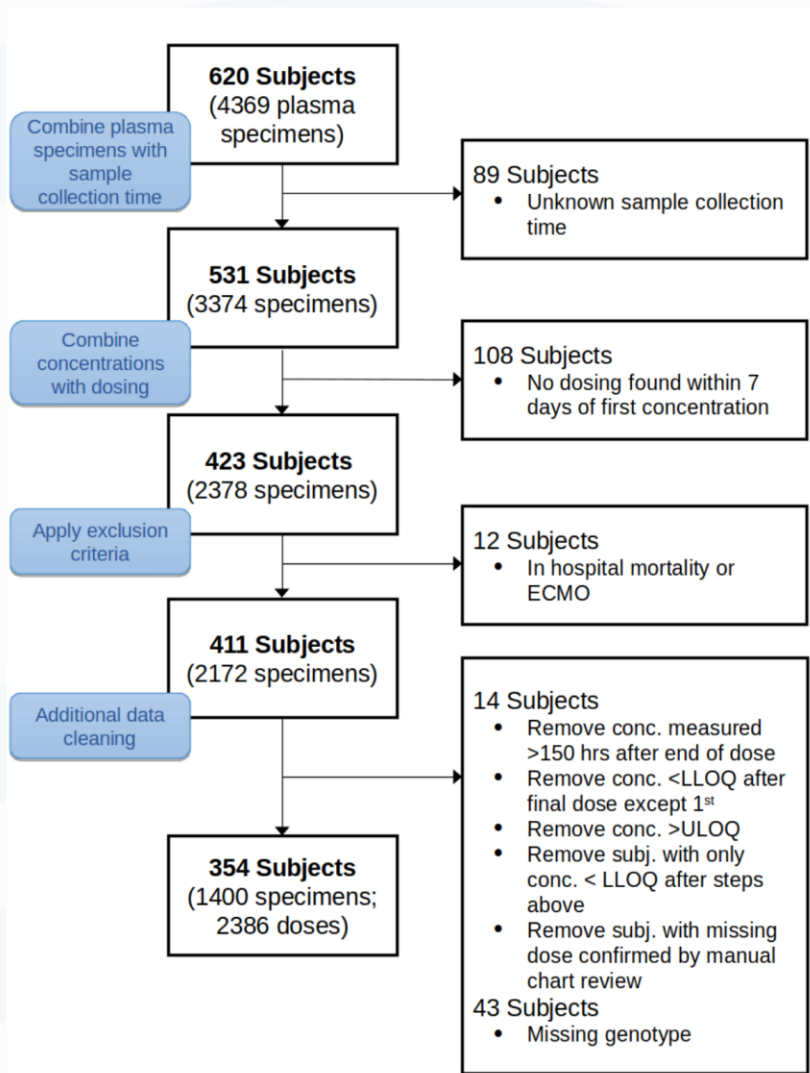 620 Subjects
(4369 plasma
specimens)
Combine plasma
specimens with
sample
collection time
89 Subjects
• Unknown sample collection
time
531 Subjects
(3374 specimens)
Combine
concentrations
with dosing
108 Subjects
• No dosing found within 7
days of first concentration
423 Subjects
(2378 specimens)
Apply exclusion
criteria
12 Subjects
• In hospital mortality or
ECMO
411 Subjects
(2172 specimens)
Additional data
cleaning
14 Subjects
• Remove conc. measured
>150 hrs after end of dose
• Remove conc. <LLOQ after
final dose except 1st
• Remove conc. >ULOQ
• Remove subj. with only
conc. < LLOQ after steps
above
• Remove subj. with missing
dose confirmed by manual
chart review
43 Subjects
• Missing genotype
354 Subjects
(1400 specimens;
2386 doses)